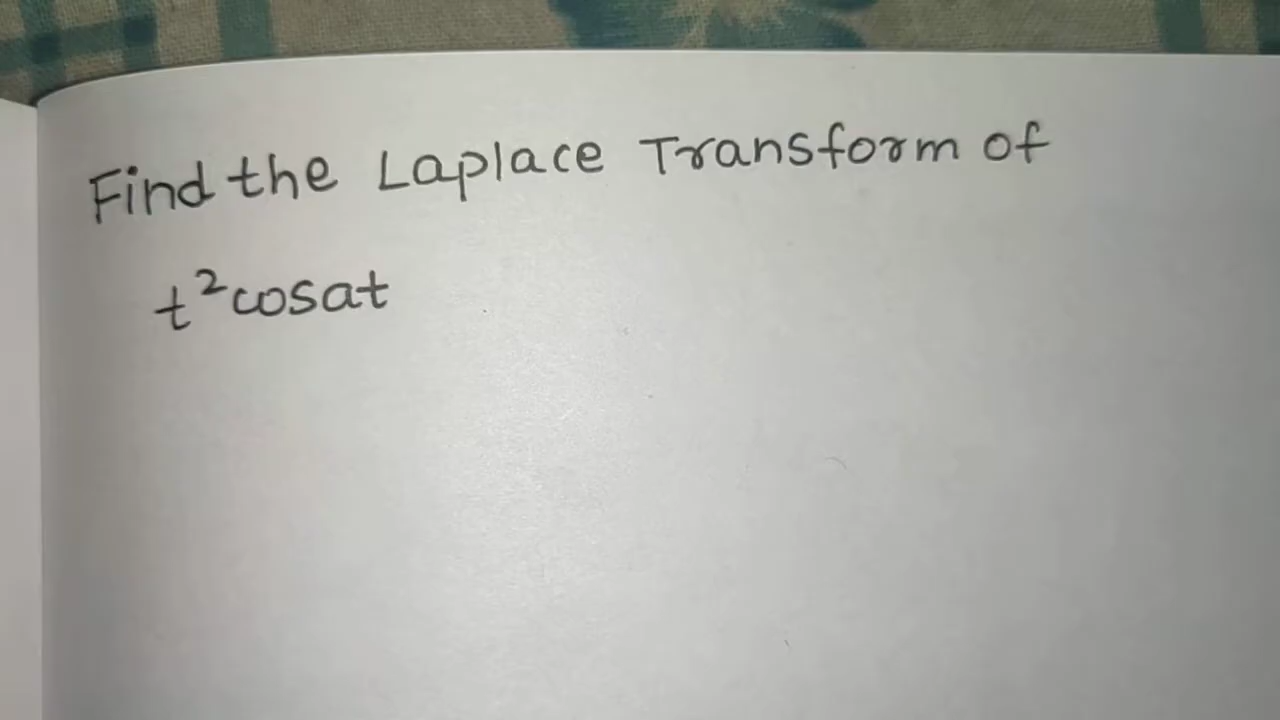 Find the Laplace Transform of
t²cosat